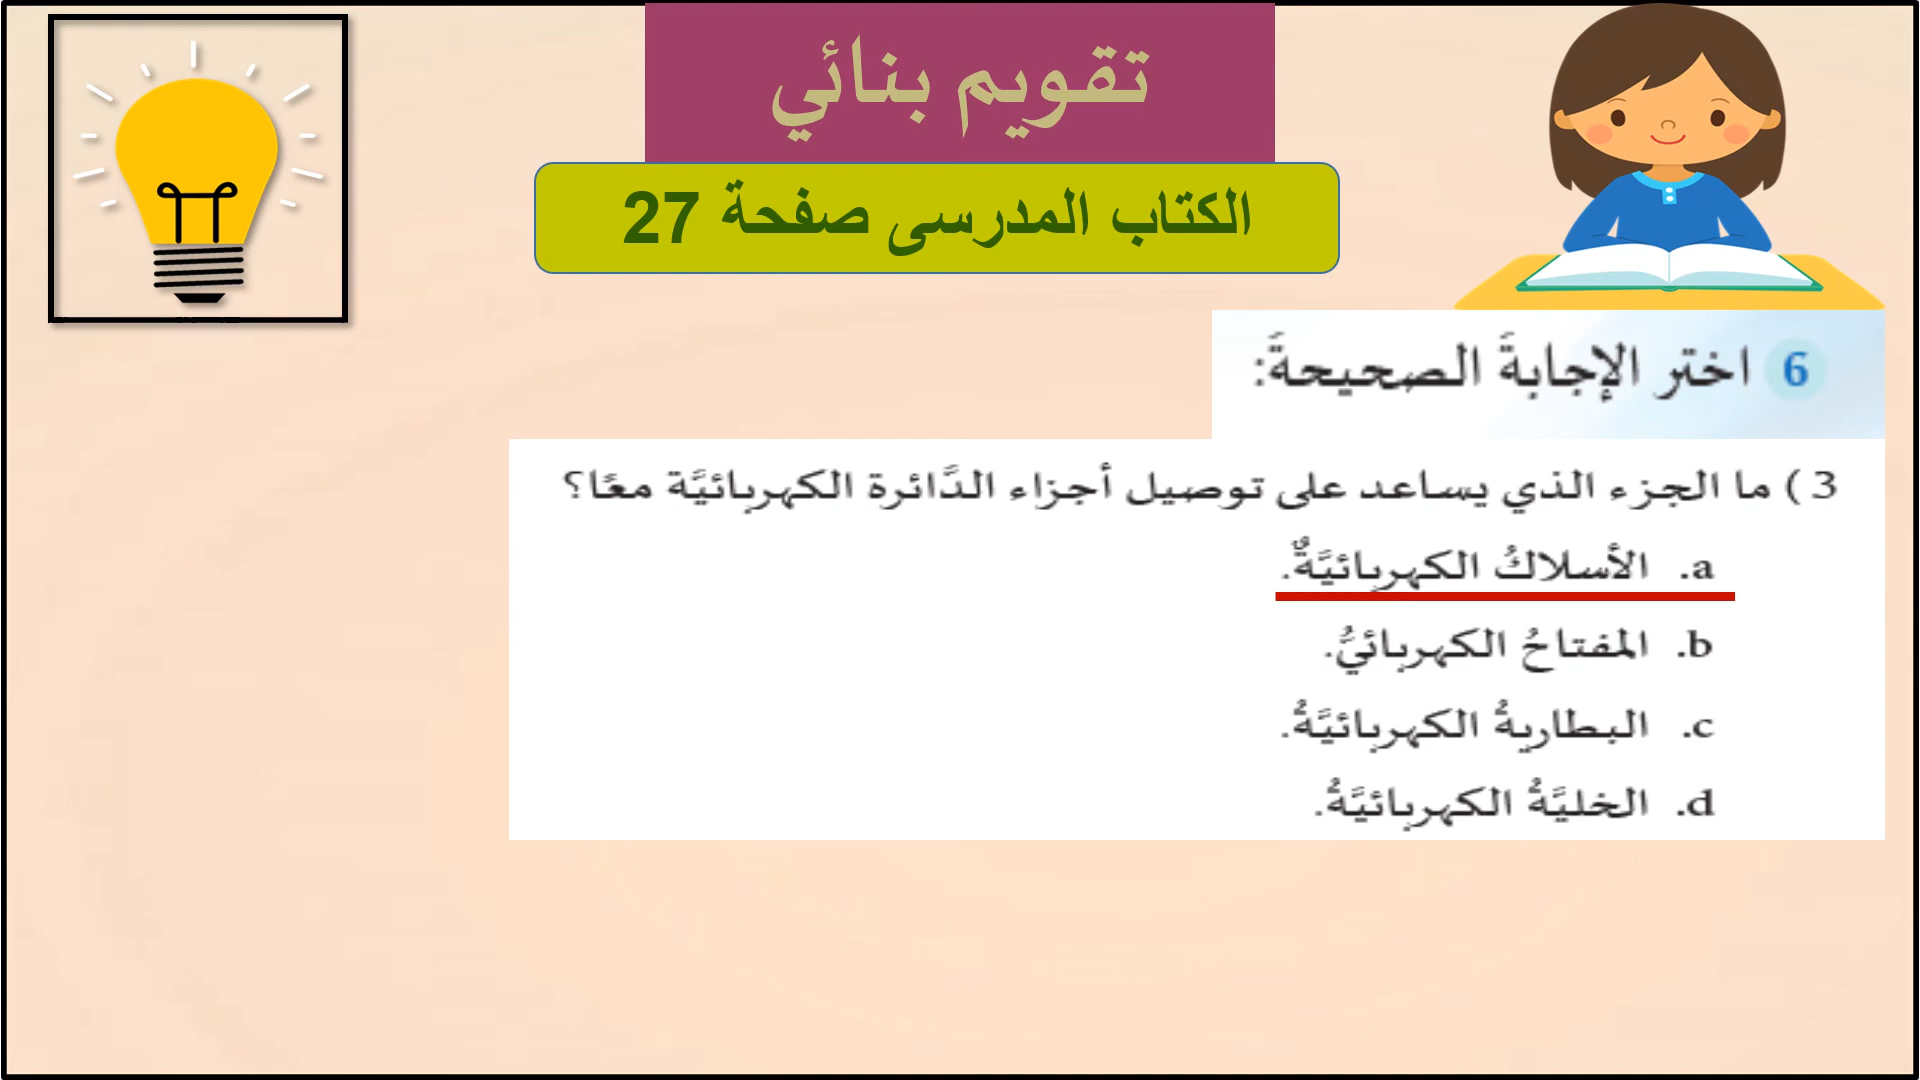 تقويم بنائي
الكتاب المدرسى صفحة 27
6 اختر الإجابةَ الصحيحةَ:
3 ) ما الجزء الذي يساعد على توصيل أجزاء الدَّائرة الكهربائيَّة معًا؟
a. الأسلاكُ الكهربائيَّةٌ.
b. المفتاحُ الكهربائيُّ.
c. البطاريةُ الكهربائيَّةُ.
d. الخليَّةُ الكهربائيَّةُ.